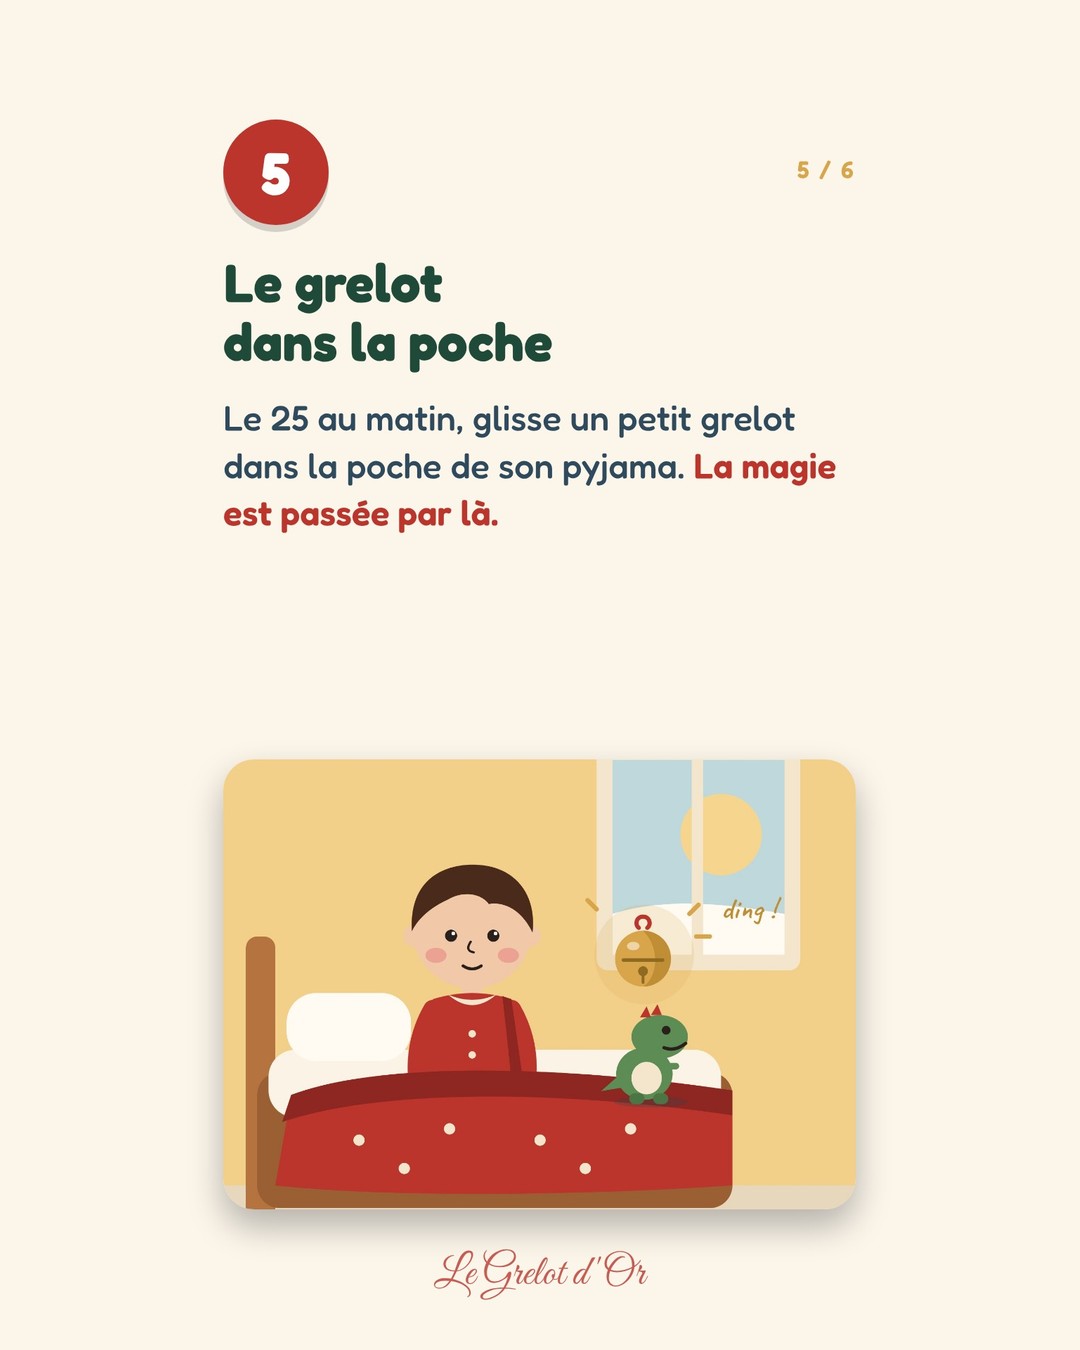 5
5 / 6
Le grelot
dans la poche
Le 25 au matin, glisse un petit grelot
dans la poche de son pyjama. La magie
est passée par là.
ding !
Le Grelot d'Or